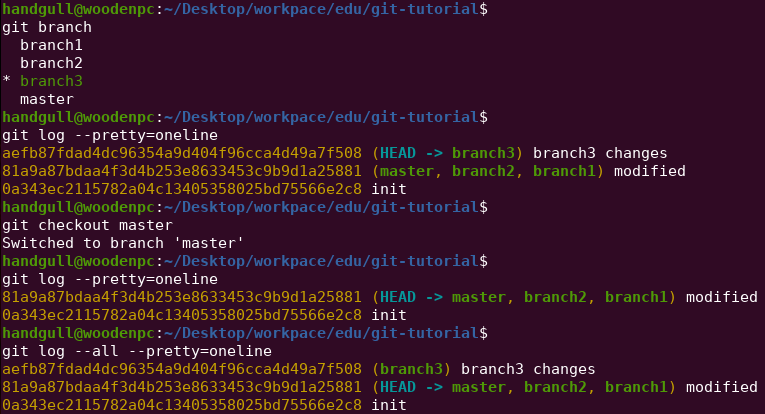 handgull@woodenpc:~/Desktop/workpace/edu/git-tutorial$
git branch
  branch1
  branch2
* branch3
  master
handgull@woodenpc:~/Desktop/workpace/edu/git-tutorial$
git log --pretty=oneline
aefb87fdad4dc96354a9d404f96cca4d49a7f508 (HEAD -> branch3) branch3 changes
81a9a87bdaa4f3d4b253e8633453c9b9d1a25881 (master, branch2, branch1) modified
0a343ec2115782a04c13405358025bd75566e2c8 init
handgull@woodenpc:~/Desktop/workpace/edu/git-tutorial$
git checkout master
Switched to branch 'master'
handgull@woodenpc:~/Desktop/workpace/edu/git-tutorial$
git log --pretty=oneline
81a9a87bdaa4f3d4b253e8633453c9b9d1a25881 (HEAD -> master, branch2, branch1) modified
0a343ec2115782a04c13405358025bd75566e2c8 init
handgull@woodenpc:~/Desktop/workpace/edu/git-tutorial$
git log --all --pretty=oneline
aefb87fdad4dc96354a9d404f96cca4d49a7f508 (branch3) branch3 changes
81a9a87bdaa4f3d4b253e8633453c9b9d1a25881 (HEAD -> master, branch2, branch1) modified
0a343ec2115782a04c13405358025bd75566e2c8 init